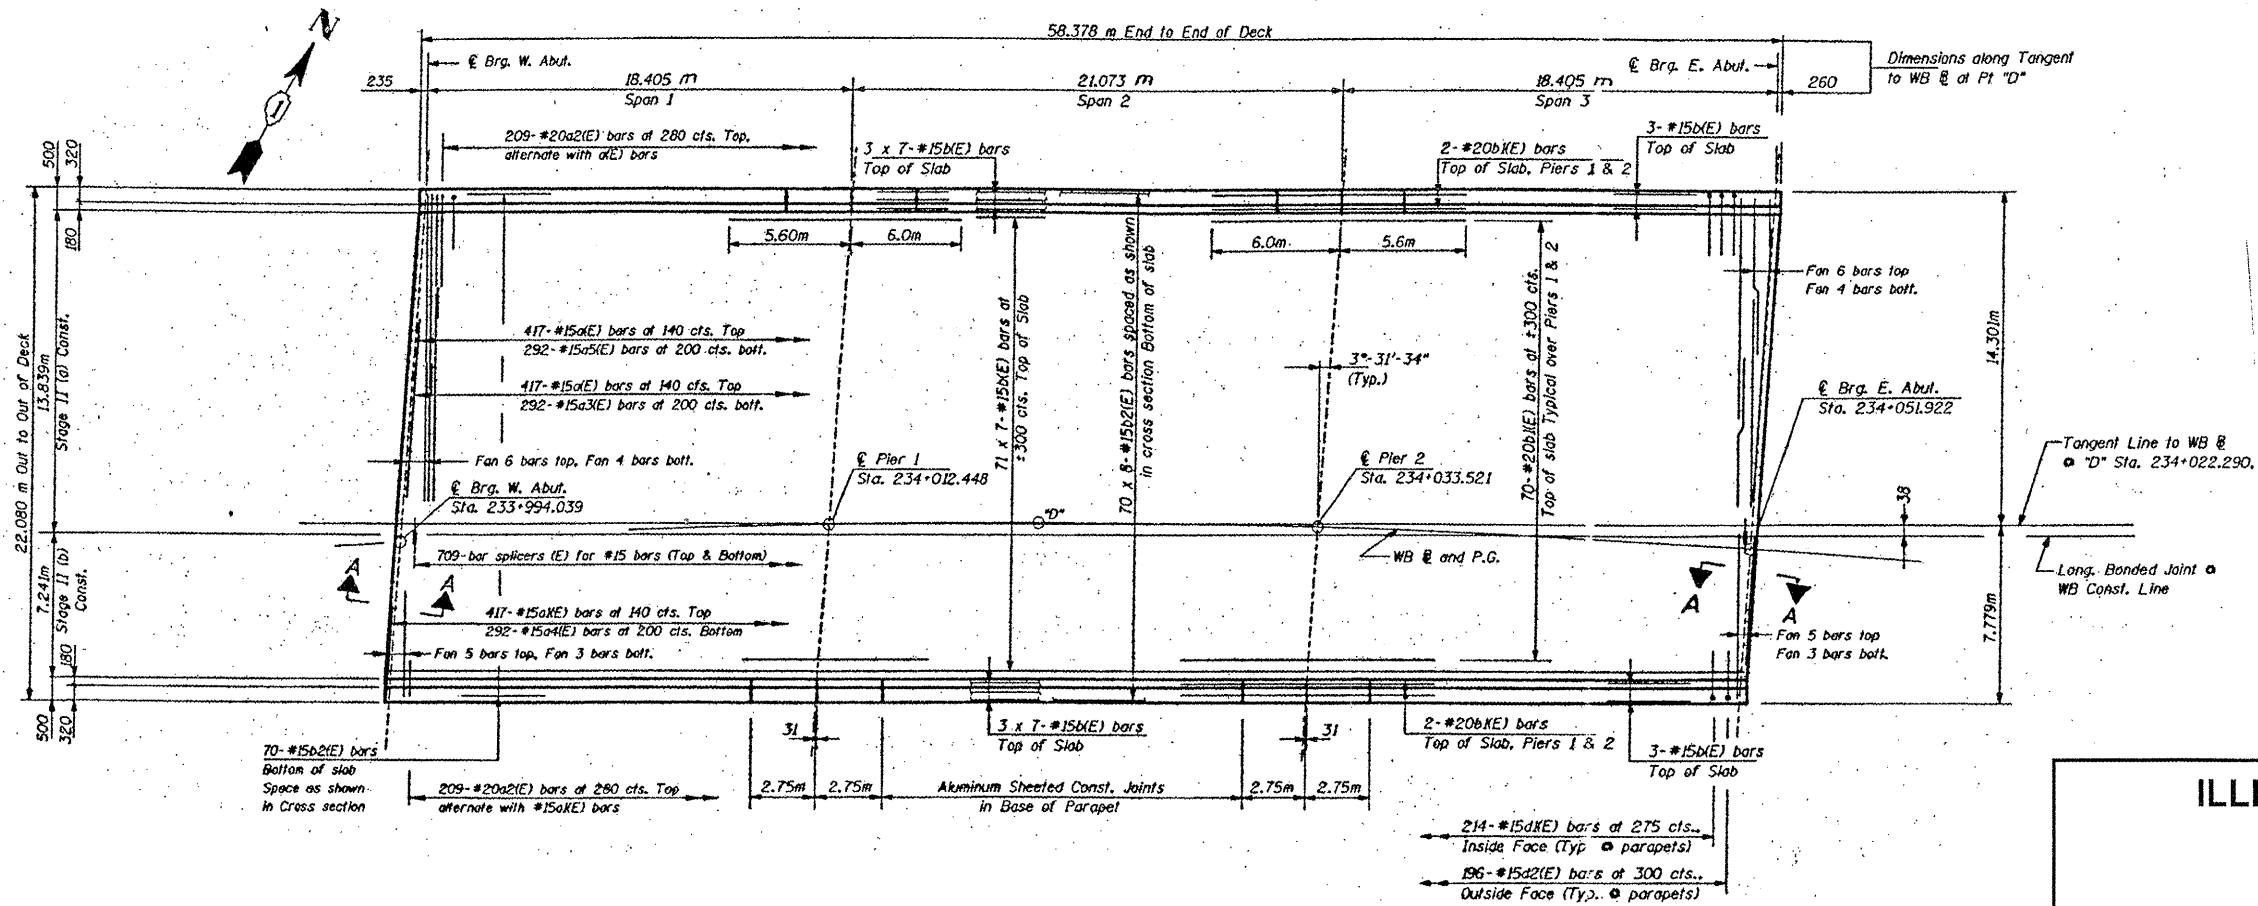 N
1
58.378 m End to End of Deck
Dimensions along Tangent
to WB ℄ at Pt "D"
℄ Brg. W. Abut.
℄ Brg. E. Abut.
235
18.405 m
Span 1
21.073 m
Span 2
18.405 m
Span 3
260
209-#20a2(E) bars at 280 cts. Top,
alternate with a(E) bars
3 x 7-#15b(E) bars
Top of Slab
2-#20b1(E) bars
Top of Slab, Piers 1 & 2
3-#15b(E) bars
Top of Slab
500
320
180
5.60m
6.0m
6.0m
5.6m
Fan 6 bars top
Fan 4 bars bott.
22.080 m Out to Out of Deck
13.839m
Stage II (a) Const.
417-#15a(E) bars at 140 cts. Top
292-#15a5(E) bars at 200 cts. bott.
417-#15a(E) bars at 140 cts. Top
292-#15a3(E) bars at 200 cts. bott.
71 x 7-#15b(E) bars at
±300 cts. Top of Slab
70 x 8-#15b2(E) bars spaced as shown
in cross section Bottom of slab
70-#20b1(E) bars at ±300 cts.
Top of slab Typical over Piers 1 & 2
3°-31'-34"
(Typ.)
14.301m
℄ Brg. E. Abut.
Sta. 234+051.922
Fan 6 bars top, Fan 4 bars bott.
℄ Brg. W. Abut.
Sta. 233+994.039
℄ Pier 1
Sta. 234+012.448
℄ Pier 2
Sta. 234+033.521
Tangent Line to WB ℄
@ "D" Sta. 234+022.290.
38
"D"
709-bar splicers (E) for #15 bars (Top & Bottom)
WB ℄ and P.G.
Long. Bonded Joint @
WB Const. Line
7.241m
Stage II (b)
Const.
A
A
A
A
417-#15a1(E) bars at 140 cts. Top
292-#15a4(E) bars at 200 cts. Bottom
Fan 5 bars top, Fan 3 bars bott.
Fan 5 bars top
Fan 3 bars bott.
7.779m
180
500
320
31
3 x 7-#15b(E) bars
Top of Slab
31
2-#20b1(E) bars
Top of Slab, Piers 1 & 2
3-#15b(E) bars
Top of Slab
70-#15b2(E) bars
Bottom of slab
Space as shown
in Cross section
209-#20a2(E) bars at 280 cts. Top
alternate with #15a1(E) bars
2.75m
2.75m
Aluminum Sheeted Const. Joints
in Base of Parapet
2.75m
2.75m
214-#15d1(E) bars at 275 cts.,
Inside Face (Typ. @ parapets)
196-#15d2(E) bars at 300 cts.,
Outside Face (Typ. @ parapets)